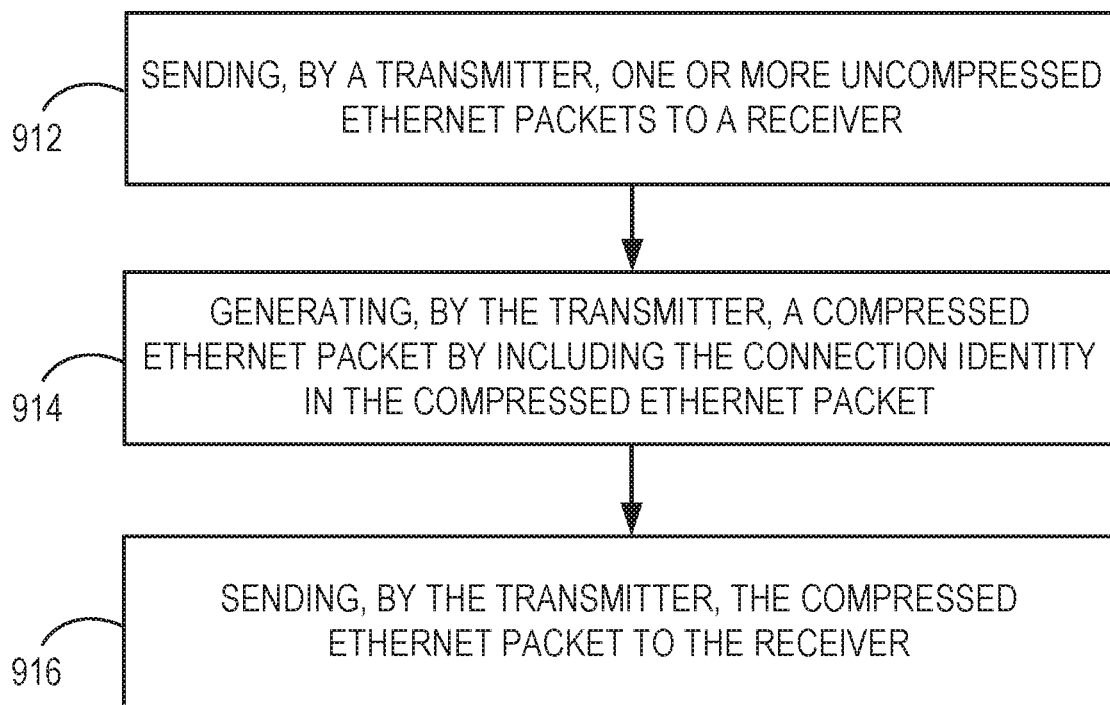 SENDING, BY A TRANSMITTER, ONE OR MORE UNCOMPRESSED
ETHERNET PACKETS TO A RECEIVER
912
GENERATING, BY THE TRANSMITTER, A COMPRESSED
ETHERNET PACKET BY INCLUDING THE CONNECTION IDENTITY
IN THE COMPRESSED ETHERNET PACKET
914
SENDING, BY THE TRANSMITTER, THE COMPRESSED
ETHERNET PACKET TO THE RECEIVER
916